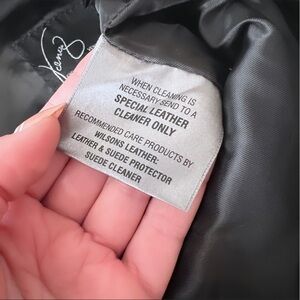 WHEN CLEANING IS
NECESSARY SEND TO A
SPECIAL LEATHER
CLEANER ONLY
RECOMMENDED CARE PRODUCTS BY
WILSONS LEATHER:
LEATHER & SUEDE PROTECTOR
SUEDE CLEANER